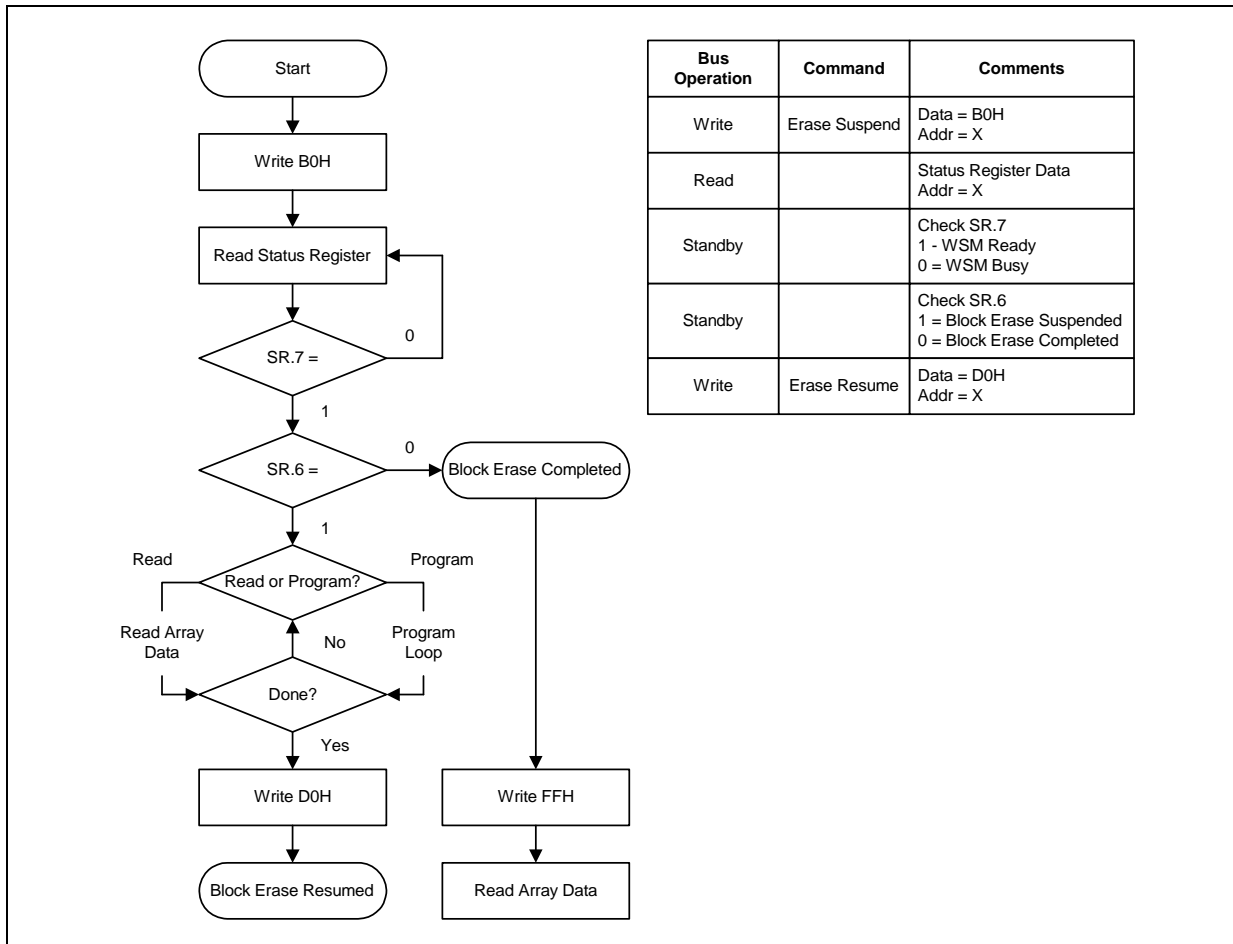 Start
Write B0H
Read Status Register
0
SR.7 =
1
0
SR.6 =
Block Erase Completed
1
Read
Program
Read or Program?
Read Array
Data
No
Program
Loop
Done?
Yes
Write D0H
Write FFH
Block Erase Resumed
Read Array Data
Bus
Operation
Command
Comments
Write
Erase Suspend
Data = B0H
Addr = X
Read
Status Register Data
Addr = X
Standby
Check SR.7
1 - WSM Ready
0 = WSM Busy
Standby
Check SR.6
1 = Block Erase Suspended
0 = Block Erase Completed
Write
Erase Resume
Data = D0H
Addr = X